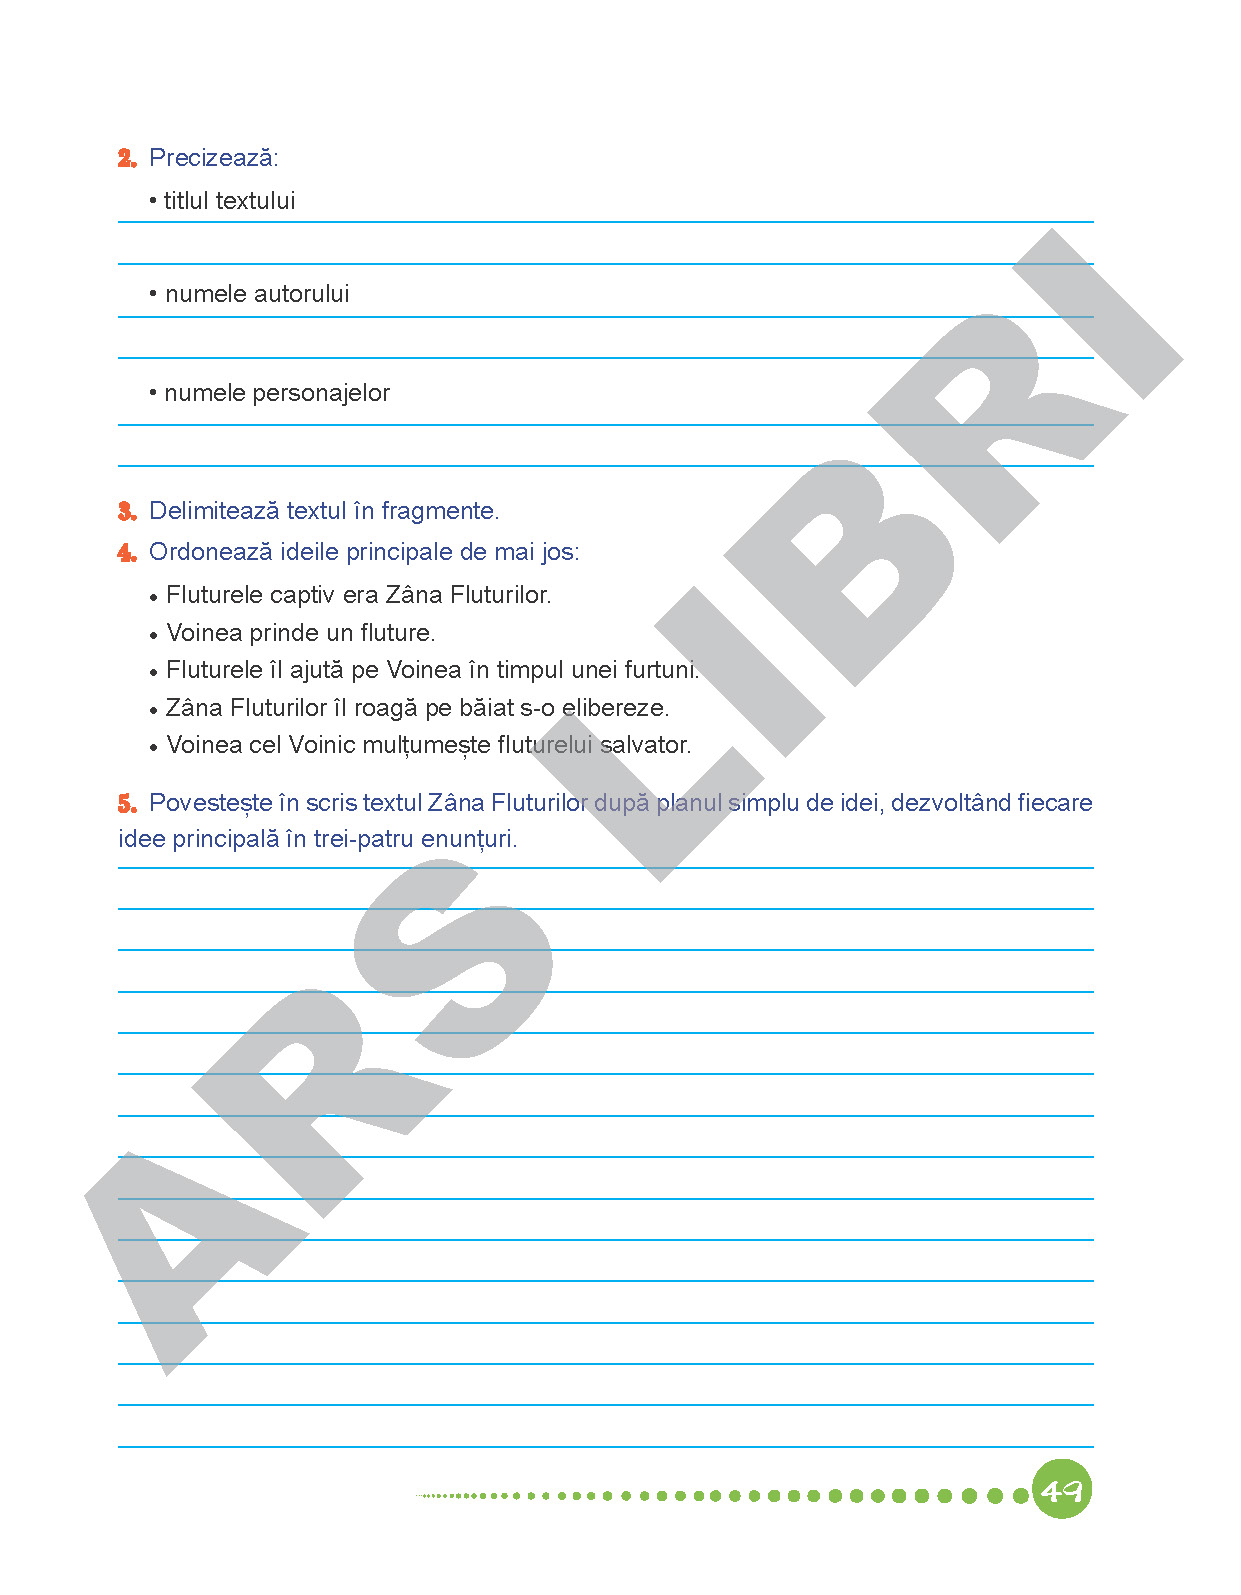 2. Precizează:
• titlul textului
• numele autorului
• numele personajelor
3. Delimitează textul în fragmente.
4. Ordonează ideile principale de mai jos:
• Fluturele captiv era Zâna Fluturilor.
• Voinea prinde un fluture.
• Fluturele îl ajută pe Voinea în timpul unei furtuni.
• Zâna Fluturilor îl roagă pe băiat s-o elibereze.
• Voinea cel Voinic mulțumește fluturelui salvator.
5. Povestește în scris textul Zâna Fluturilor după planul simplu de idei, dezvoltând fiecare
idee principală în trei-patru enunțuri.
ARS LIBRI
49